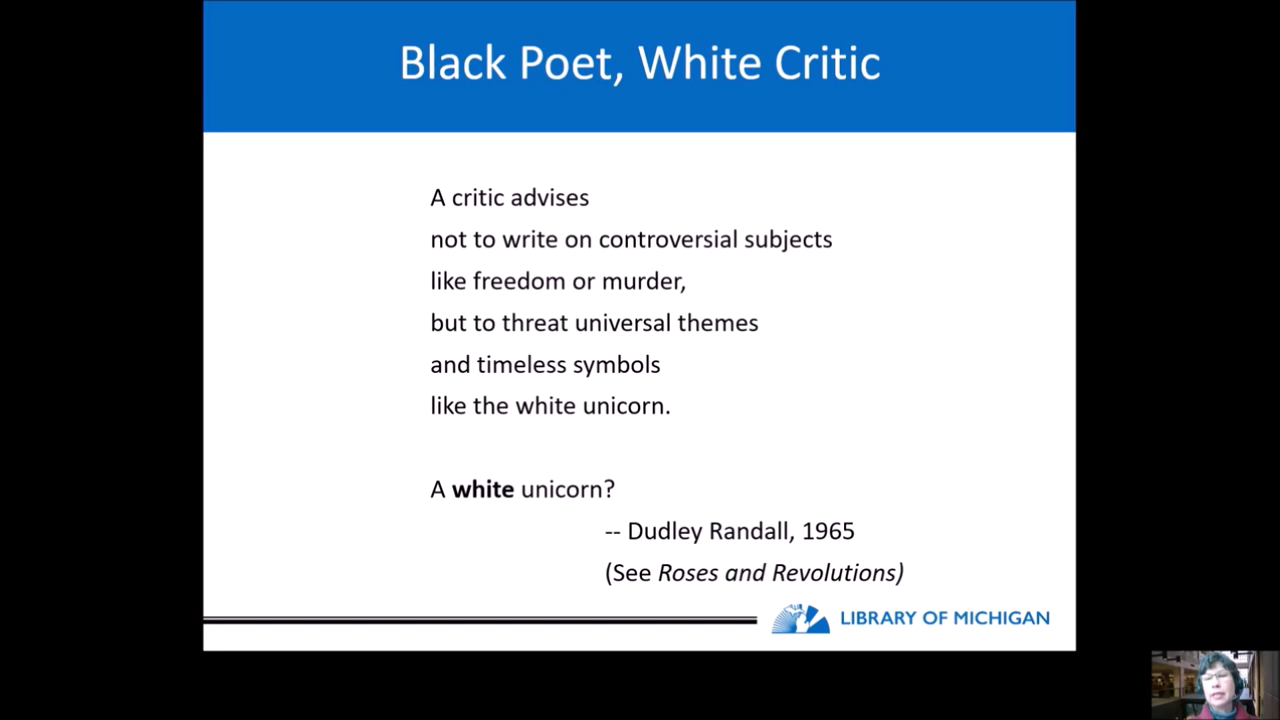 Black Poet, White Critic
A critic advises
not to write on controversial subjects
like freedom or murder,
but to threat universal themes
and timeless symbols
like the white unicorn.
A white unicorn?
-- Dudley Randall, 1965
(See Roses and Revolutions)
LIBRARY OF MICHIGAN